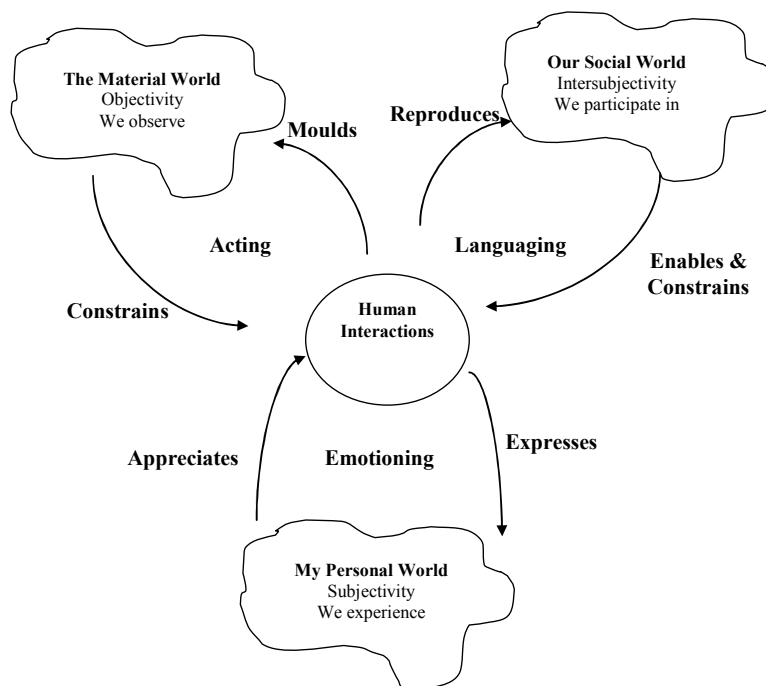 The Material World
Objectivity
We observe
Our Social World
Intersubjectivity
We participate in
Moulds
Reproduces
Acting
Languaging
Enables &
Constrains
Constrains
Human
Interactions
Appreciates
Emotioning
Expresses
My Personal World
Subjectivity
We experience